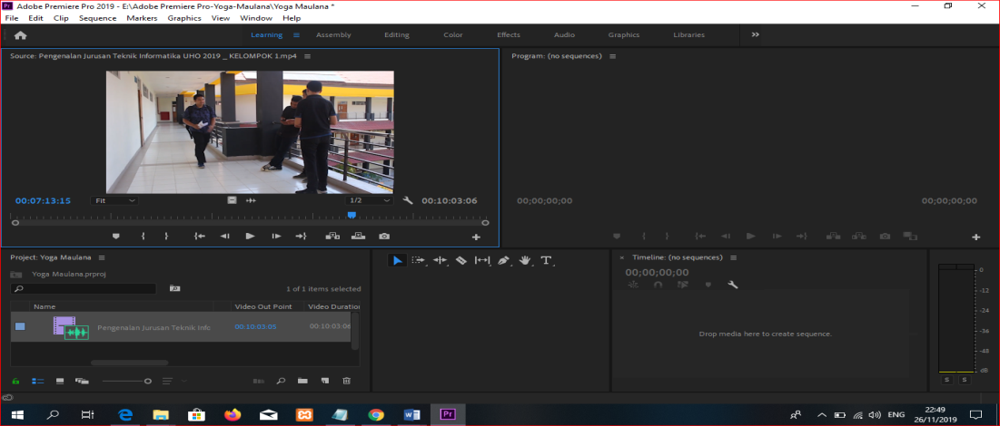 Pr Adobe Premiere Pro 2019 - E:\Adobe Premiere Pro-Yoga-Maulana\Yoga Maulana *
File Edit Clip Sequence Markers Graphics View Window Help
Learning Assembly Editing Color Effects Audio Graphics Libraries
Source: Pengenalan Jurusan Teknik Informatika UHO 2019 _ KELOMPOK 1.mp4
Program: (no sequences)
00:07:13:15 Fit 1/2 00:10:03:06
00;00;00;00 00;00;00;00
Project: Yoga Maulana
Yoga Maulana.prproj
1 of 1 items selected
Name Video Out Point Video Duration
Pengenalan Jurusan Teknik Info 00:10:03:05 00:10:03:06
T
× Timeline: (no sequences)
00;00;00;00
Drop media here to create sequence.
0
-12
-24
-36
-48
dB
S S
Pr
ENG
22:49
26/11/2019